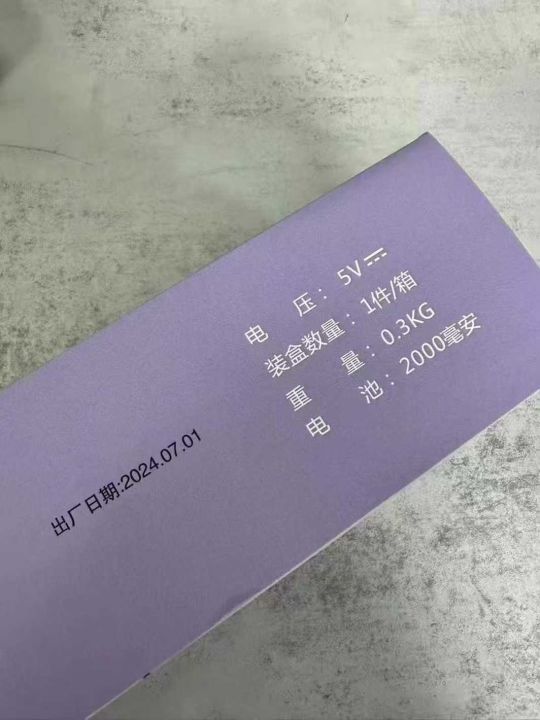 电 压：5V⎓
装盒数量：1件/箱
重 量：0.3KG
电 池：2000毫安
出厂日期:2024.07.01